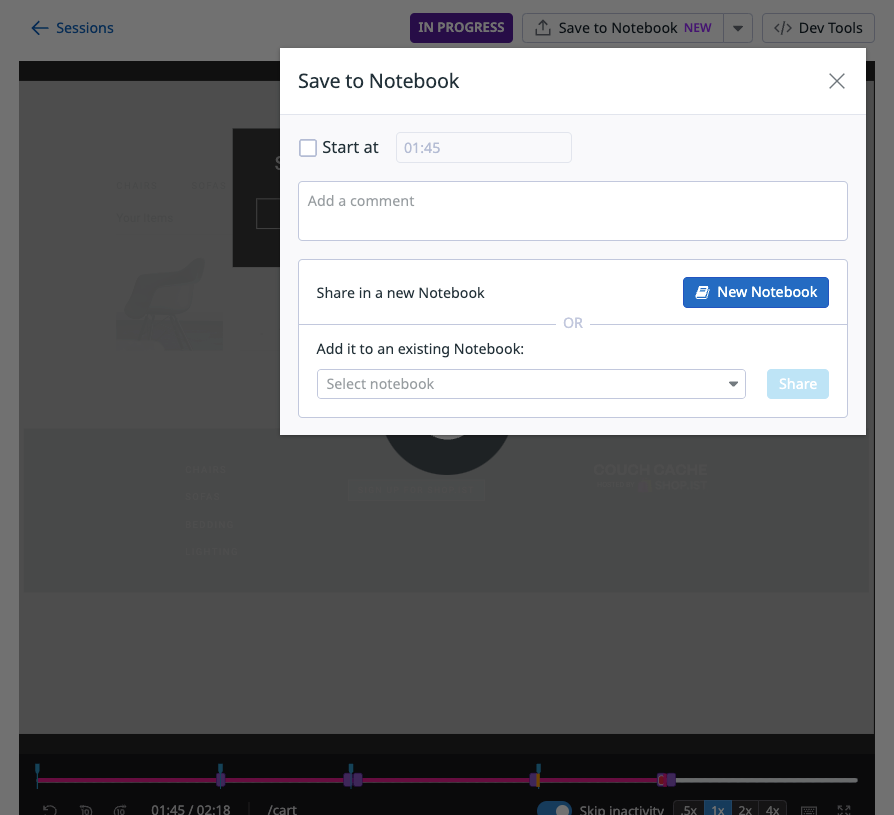 Sessions
IN PROGRESS
Save to Notebook NEW
Dev Tools
Save to Notebook
Start at
01:45
Add a comment
Share in a new Notebook
New Notebook
OR
Add it to an existing Notebook:
Select notebook
Share
COUCH CACHE
01:45 / 02:18
/cart
Skip inactivity
.5x
1x
2x
4x